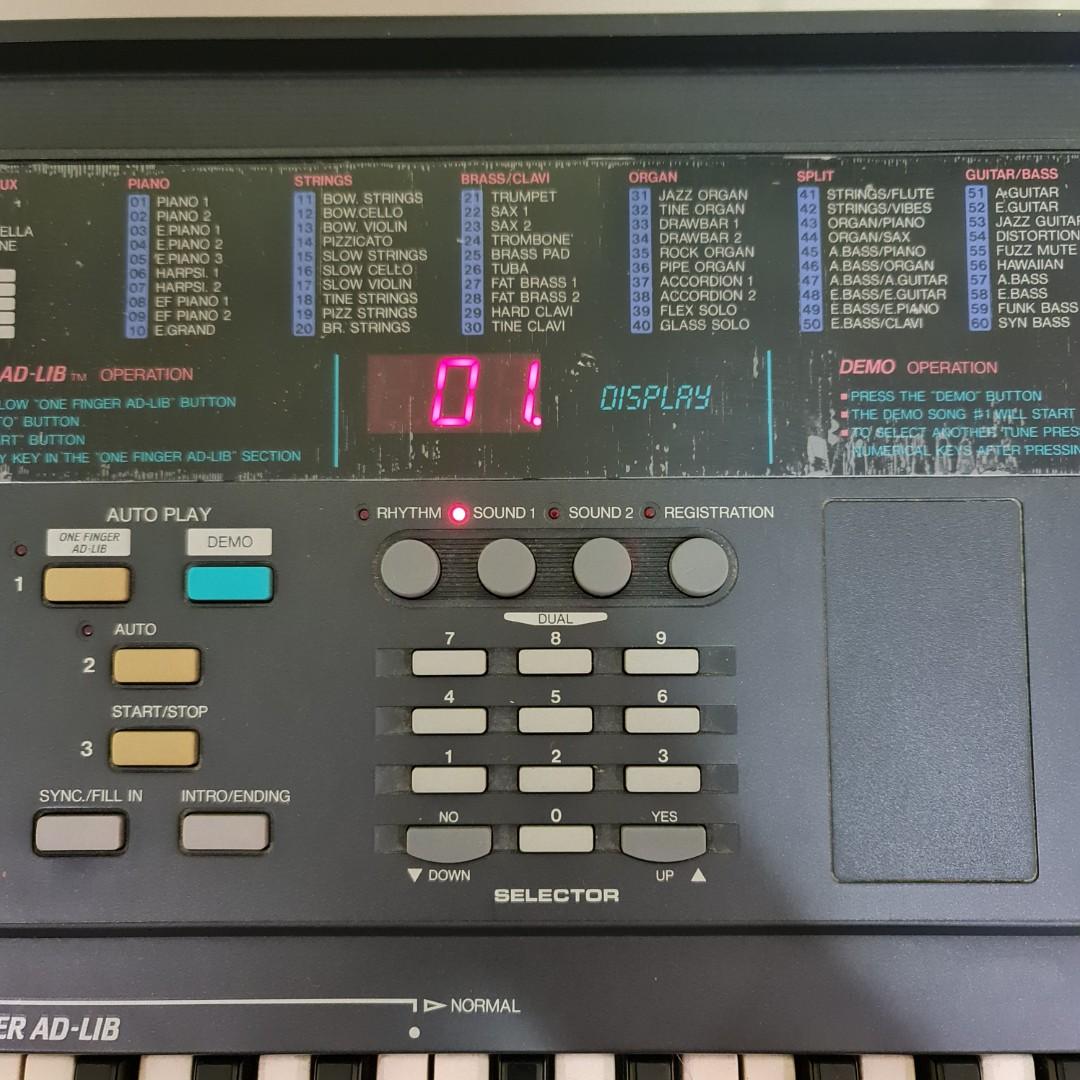 UX
ELLA
NE
PIANO
01 PIANO 1
02 PIANO 2
03 E.PIANO 1
04 E.PIANO 2
05 E.PIANO 3
06 HARPSI. 1
07 HARPSI. 2
08 EF PIANO 1
09 EF PIANO 2
10 E.GRAND
STRINGS
11 BOW. STRINGS
12 BOW.CELLO
13 BOW. VIOLIN
14 PIZZICATO
15 SLOW STRINGS
16 SLOW CELLO
17 SLOW VIOLIN
18 TINE STRINGS
19 PIZZ STRINGS
20 BR. STRINGS
BRASS/CLAVI
21 TRUMPET
22 SAX 1
23 SAX 2
24 TROMBONE
25 BRASS PAD
26 TUBA
27 FAT BRASS 1
28 FAT BRASS 2
29 HARD CLAVI
30 TINE CLAVI
ORGAN
31 JAZZ ORGAN
32 TINE ORGAN
33 DRAWBAR 1
34 DRAWBAR 2
35 ROCK ORGAN
36 PIPE ORGAN
37 ACCORDION 1
38 ACCORDION 2
39 FLEX SOLO
40 GLASS SOLO
SPLIT
41 STRINGS/FLUTE
42 STRINGS/VIBES
43 ORGAN/PIANO
44 ORGAN/SAX
45 A.BASS/PIANO
46 A.BASS/ORGAN
47 A.BASS/A.GUITAR
48 E.BASS/E.GUITAR
49 E.BASS/E.PIANO
50 E.BASS/CLAVI
GUITAR/BASS
51 A.GUITAR
52 E.GUITAR
53 JAZZ GUITAR
54 DISTORTION
55 FUZZ MUTE
56 HAWAIIAN
57 A.BASS
58 E.BASS
59 FUNK BASS
60 SYN BASS
AD-LIB TM OPERATION
LOW "ONE FINGER AD-LIB" BUTTON
TO" BUTTON
ART" BUTTON
Y KEY IN THE "ONE FINGER AD-LIB" SECTION
01.
DISPLAY
DEMO OPERATION
PRESS THE "DEMO" BUTTON
THE DEMO SONG #1 WILL START
TO SELECT ANOTHER TUNE PRES
NUMERICAL KEYS AFTER PRESSIN
AUTO PLAY
ONE FINGER
AD-LIB
DEMO
1
AUTO
2
START/STOP
3
SYNC./FILL IN
INTRO/ENDING
RHYTHM SOUND 1 SOUND 2 REGISTRATION
DUAL
7 8 9
4 5 6
1 2 3
NO 0 YES
▼ DOWN UP ▲
SELECTOR
NORMAL
ER AD-LIB